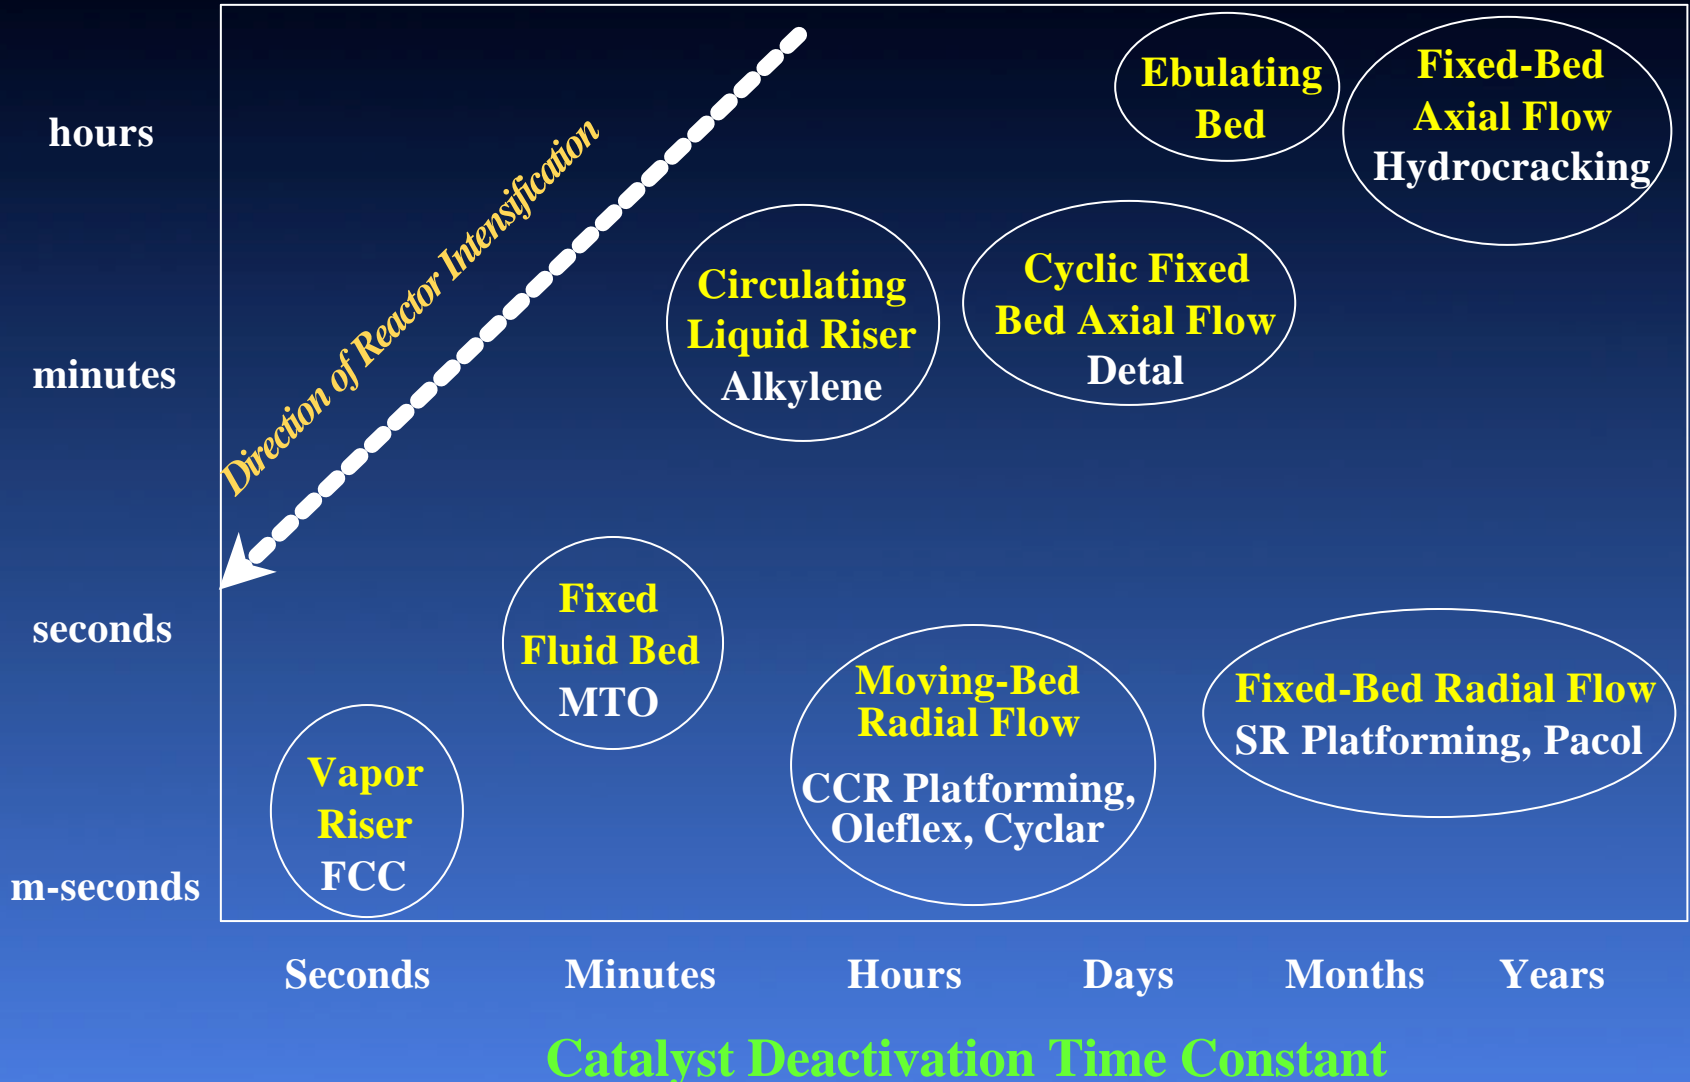 hours
minutes
seconds
m-seconds
Direction of Reactor Intensification
Ebulating
Bed
Fixed-Bed
Axial Flow
Hydrocracking
Circulating
Liquid Riser
Alkylene
Cyclic Fixed
Bed Axial Flow
Detal
Fixed
Fluid Bed
MTO
Moving-Bed
Radial Flow
CCR Platforming,
Oleflex, Cyclar
Fixed-Bed Radial Flow
SR Platforming, Pacol
Vapor
Riser
FCC
Seconds Minutes Hours Days Months Years
Catalyst Deactivation Time Constant